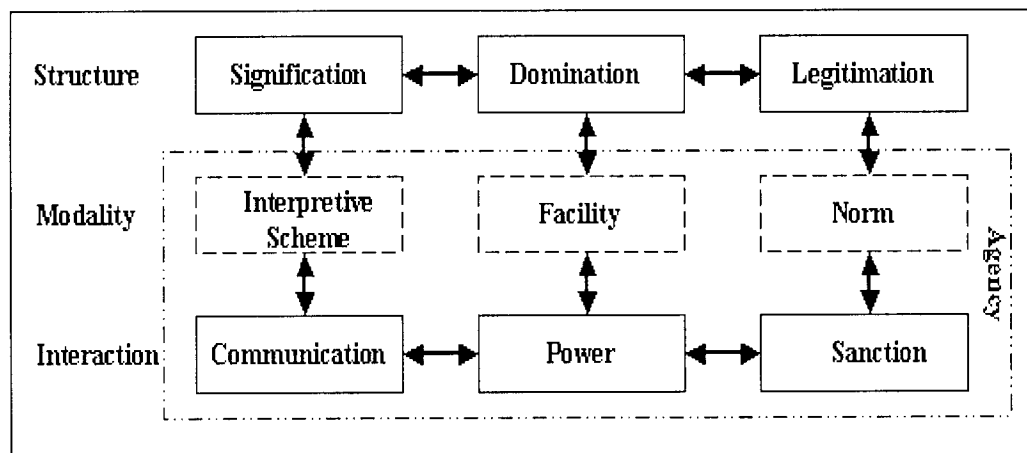 Structure
Signification
Domination
Legitimation
Modality
Interpretive
Scheme
Facility
Norm
Agency
Interaction
Communication
Power
Sanction